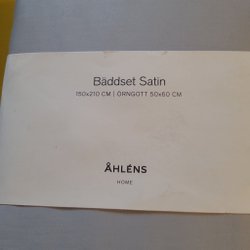 Bäddset Satin
150x210 CM | ÖRNGOTT 50x60 CM
ÅHLÉNS
HOME